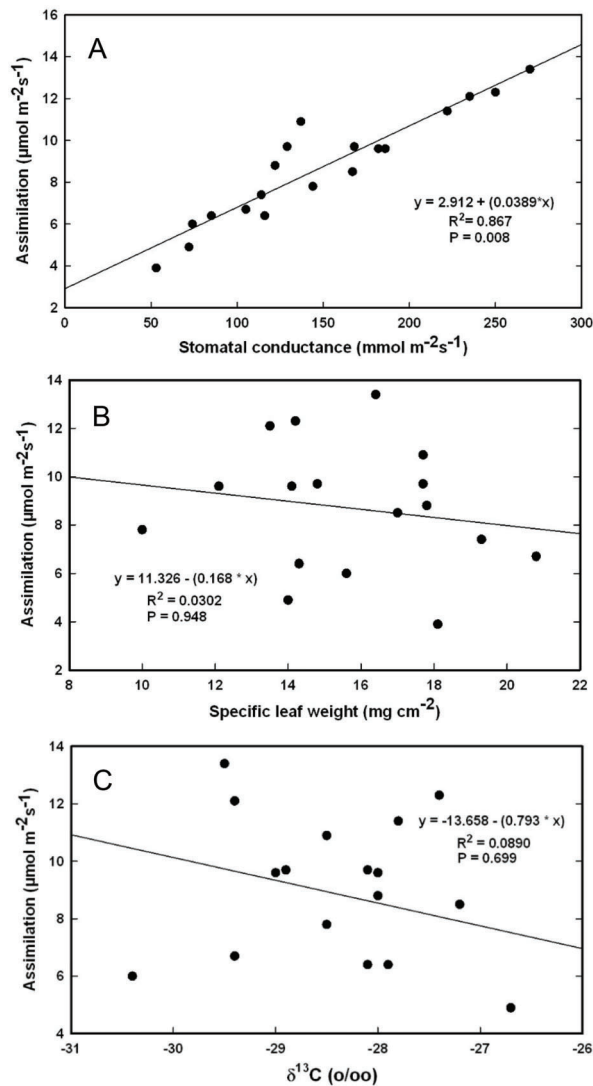 A
16
14
12
10
8
6
4
2
Assimilation (µmol m-2s-1)
y = 2.912 + (0.0389*x)
R2= 0.867
P = 0.008
0 50 100 150 200 250 300
Stomatal conductance (mmol m-2s-1)
B
16
14
12
10
8
6
4
2
Assimilation (µmol m-2s-1)
y = 11.326 - (0.168 * x)
R2 = 0.0302
P = 0.948
8 10 12 14 16 18 20 22
Specific leaf weight (mg cm-2)
C
14
12
10
8
6
4
Assimilation (µmol m-2s-1)
y = -13.658 - (0.793 * x)
R2 = 0.0890
P = 0.699
-31 -30 -29 -28 -27 -26
δ13C (o/oo)